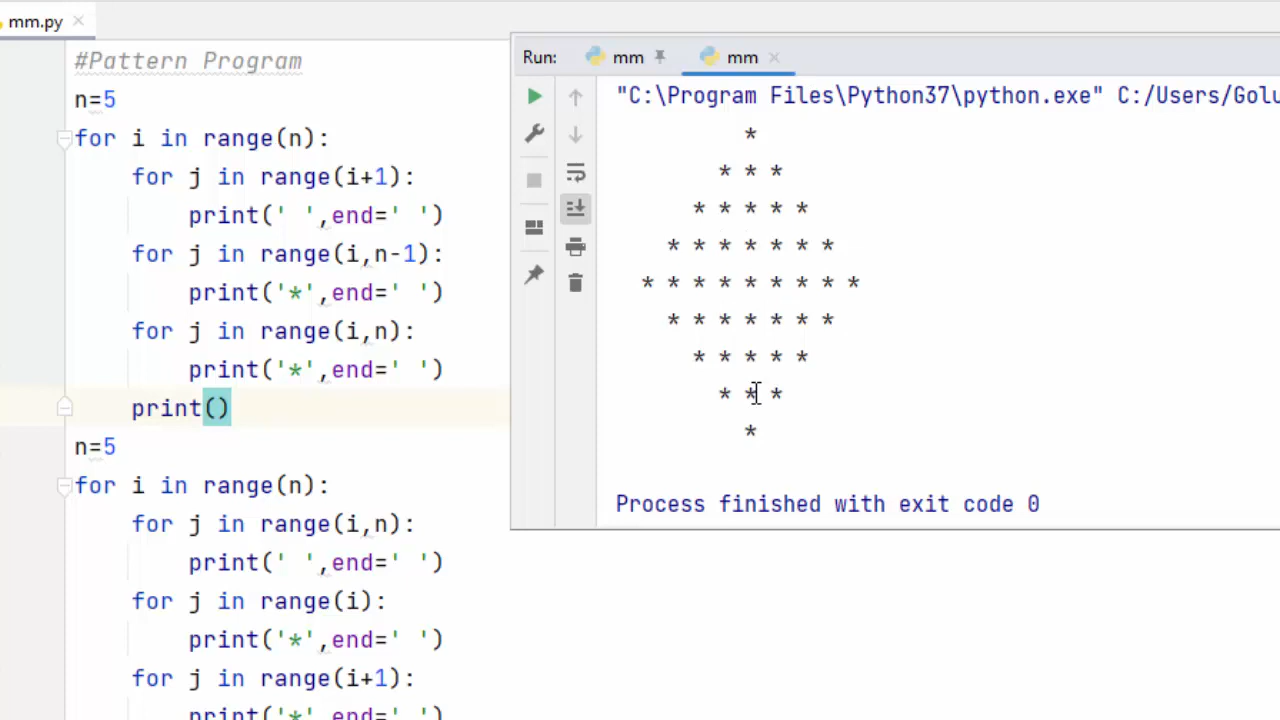 mm.py
#Pattern Program
n=5
for i in range(n):
    for j in range(i+1):
        print(' ',end=' ')
    for j in range(i,n-1):
        print('*',end=' ')
    for j in range(i,n):
        print('*',end=' ')
    print()
n=5
for i in range(n):
    for j in range(i,n):
        print(' ',end=' ')
    for j in range(i):
        print('*',end=' ')
    for j in range(i+1):
        print('*',end=' ')
Run: mm mm
"C:\Program Files\Python37\python.exe" C:/Users/Golu
        *
      * * *
    * * * * *
  * * * * * * *
* * * * * * * * *
  * * * * * * *
    * * * * *
      * * *
        *
Process finished with exit code 0